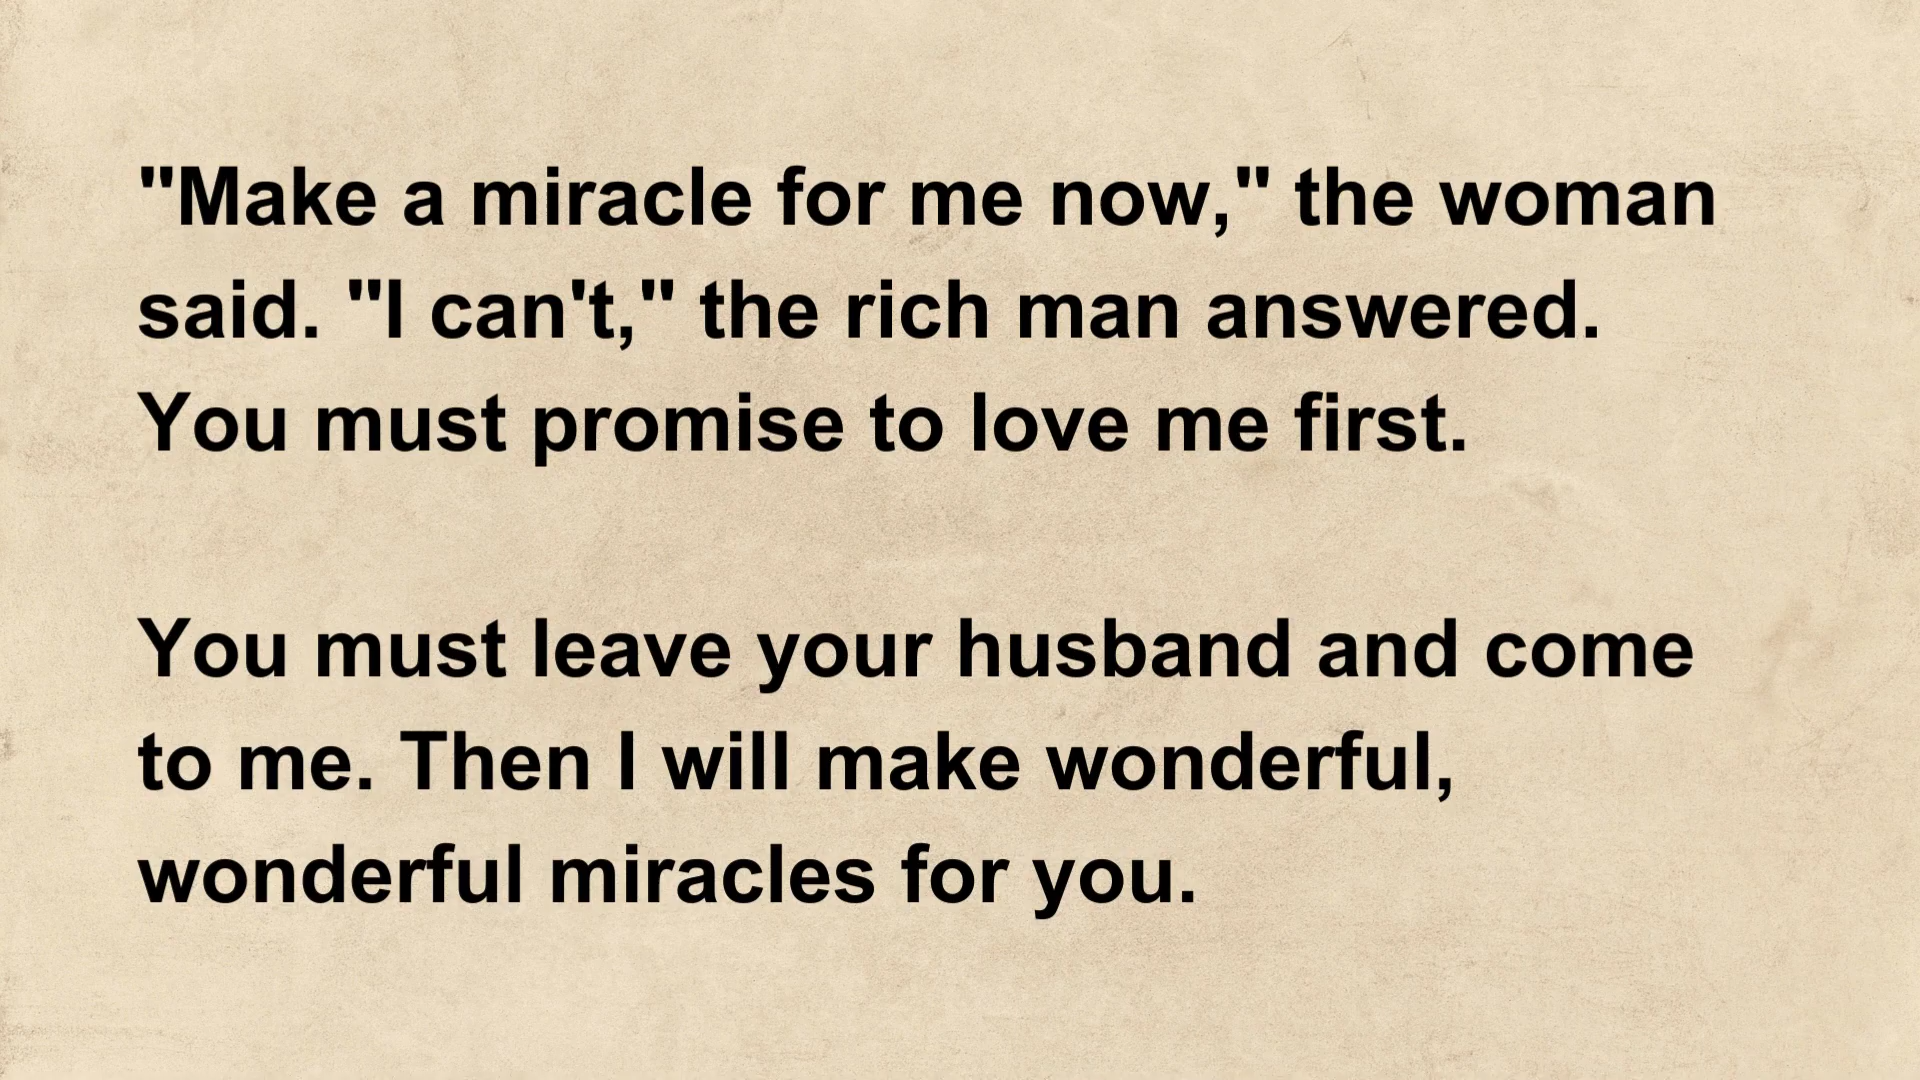 "Make a miracle for me now," the woman
said. "I can't," the rich man answered.
You must promise to love me first.
You must leave your husband and come
to me. Then I will make wonderful,
wonderful miracles for you.